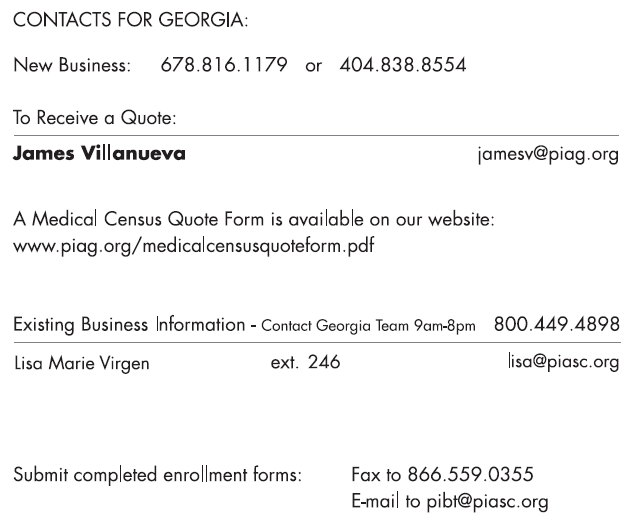 CONTACTS FOR GEORGIA:
New Business: 678.816.1179 or 404.838.8554
To Receive a Quote:
James Villanueva jamesv@piag.org
A Medical Census Quote Form is available on our website:
www.piag.org/medicalcensusquoteform.pdf
Existing Business Information - Contact Georgia Team 9am-8pm 800.449.4898
Lisa Marie Virgen ext. 246 lisa@piasc.org
Submit completed enrollment forms: Fax to 866.559.0355
E-mail to pibt@piasc.org